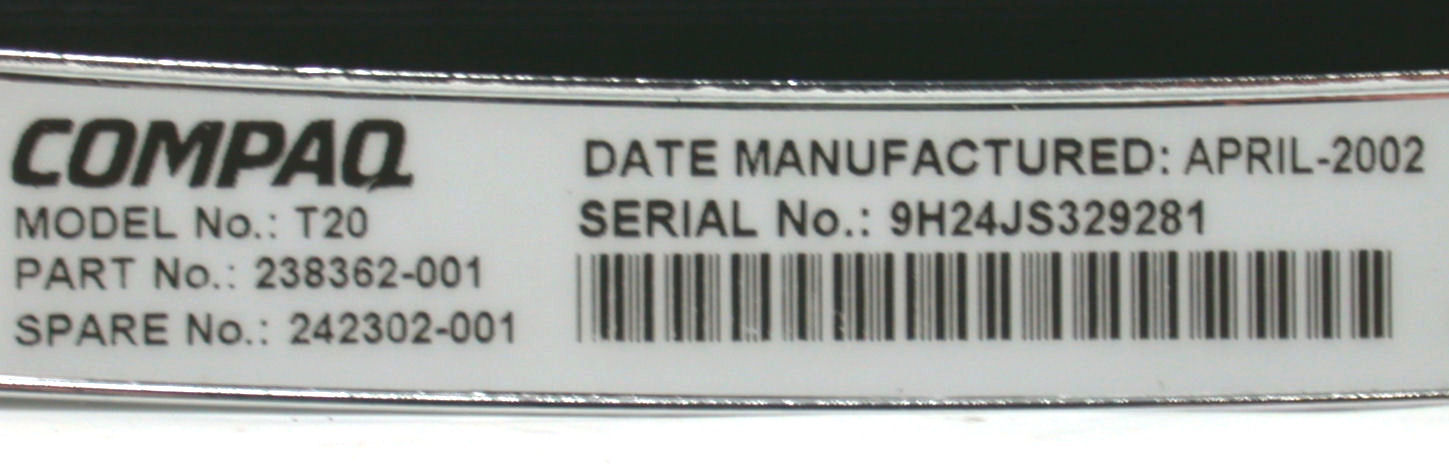 COMPAQ
MODEL No.: T20
PART No.: 238362-001
SPARE No.: 242302-001
DATE MANUFACTURED: APRIL-2002
SERIAL No.: 9H24JS329281